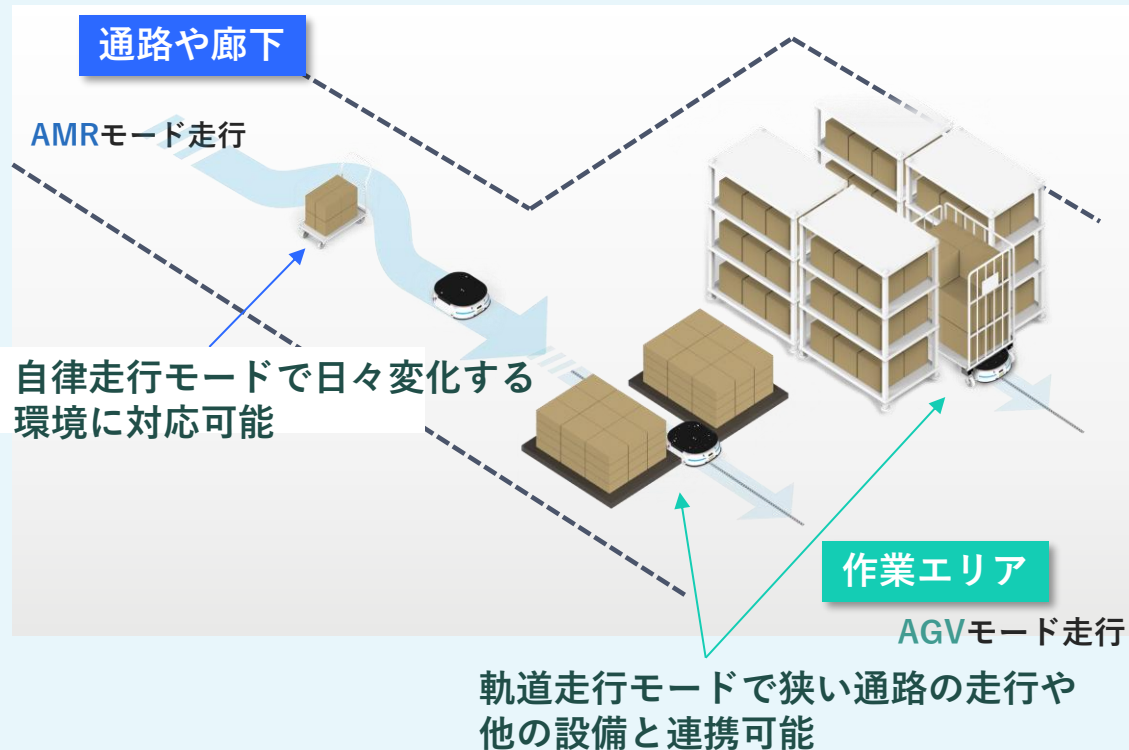 通路や廊下
AMRモード走行
自律走行モードで日々変化する
環境に対応可能
作業エリア
AGVモード走行
軌道走行モードで狭い通路の走行や
他の設備と連携可能